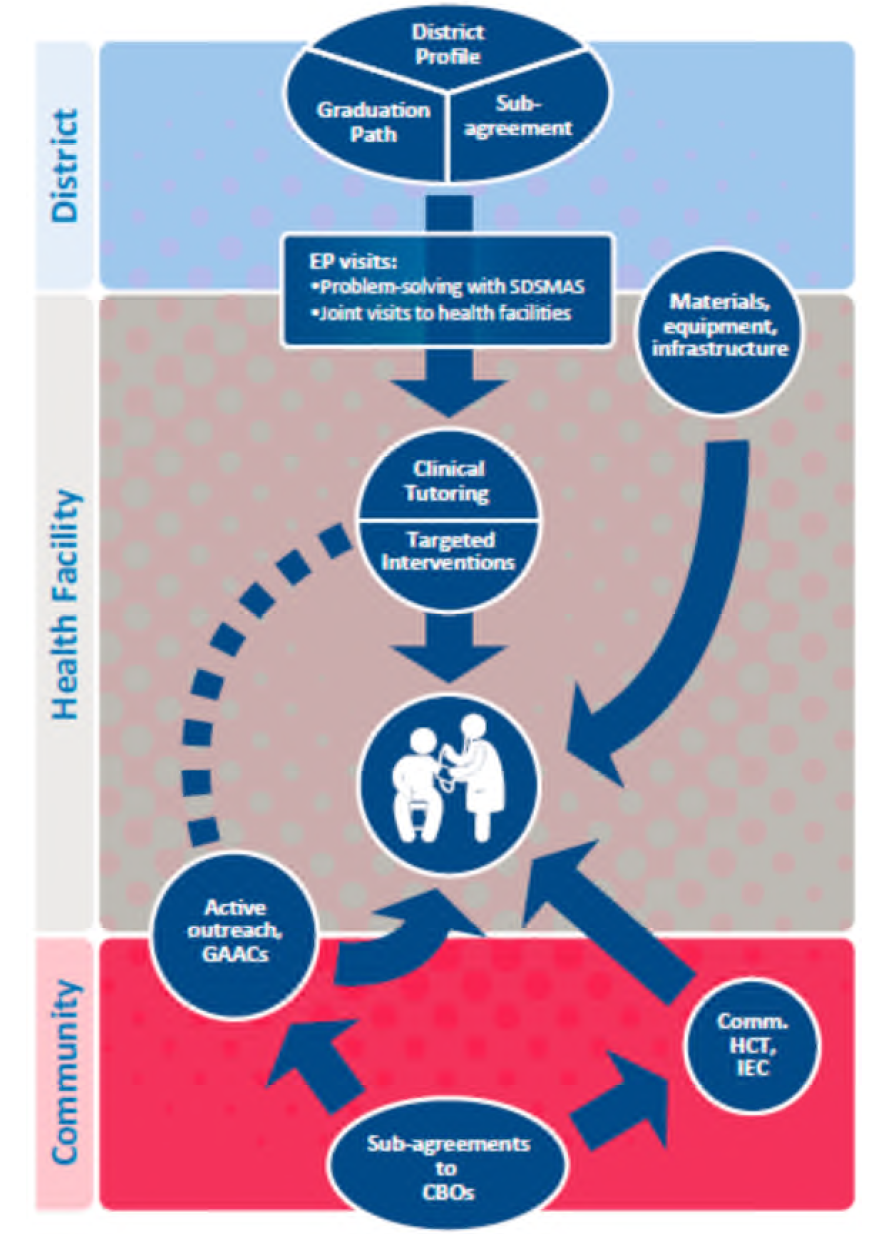 District
District
Profile
Graduation
Path
Sub-
agreement
EP visits:
•Problem-solving with SDSMAS
•Joint visits to health facilities
Materials,
equipment,
infrastructure
Health Facility
Clinical
Tutoring
Targeted
Interventions
Active
outreach,
GAACs
Community
Comm.
HCT,
IEC
Sub-agreements
to
CBOs